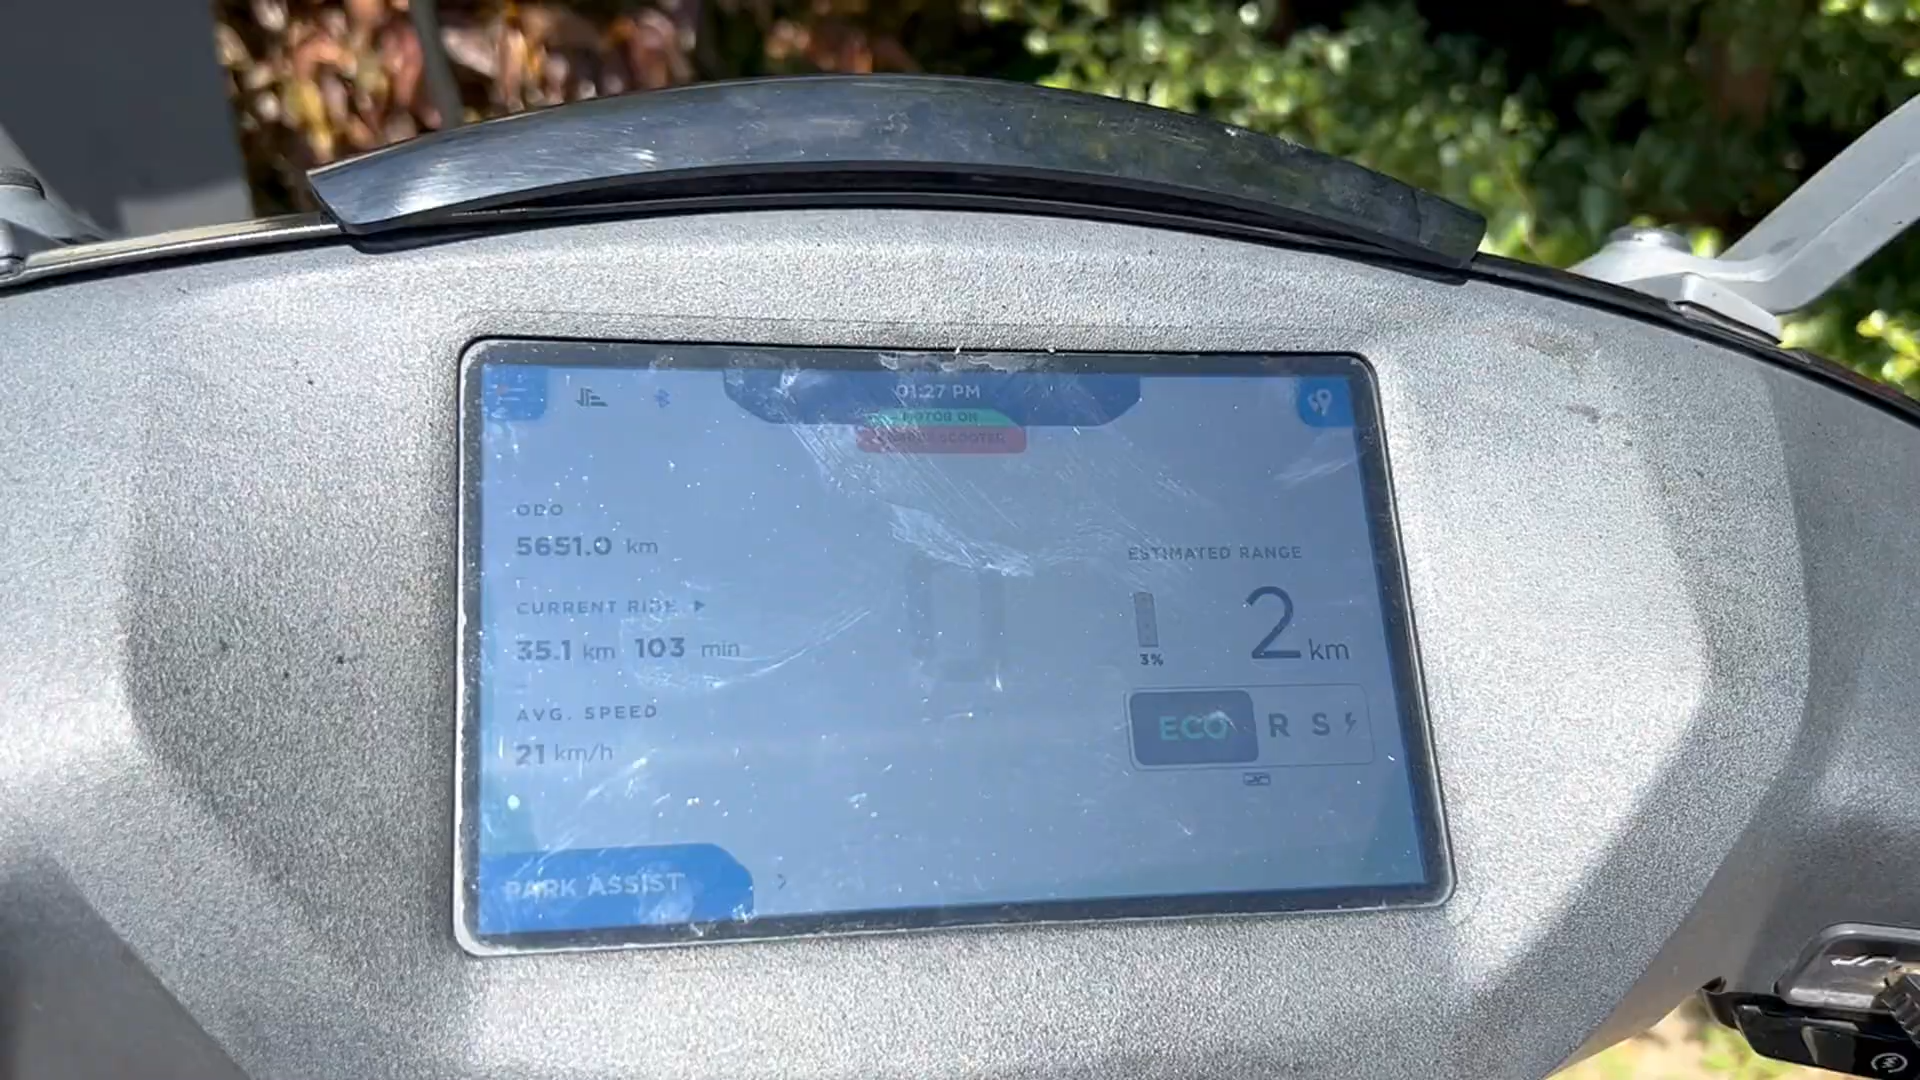 01:27 PM
MOTOR ON
SCOOTER
ODO
5651.0 km
ESTIMATED RANGE
2 km
3%
CURRENT RIDE
35.1 km 103 min
ECO R S
AVG. SPEED
21 km/h
PARK ASSIST